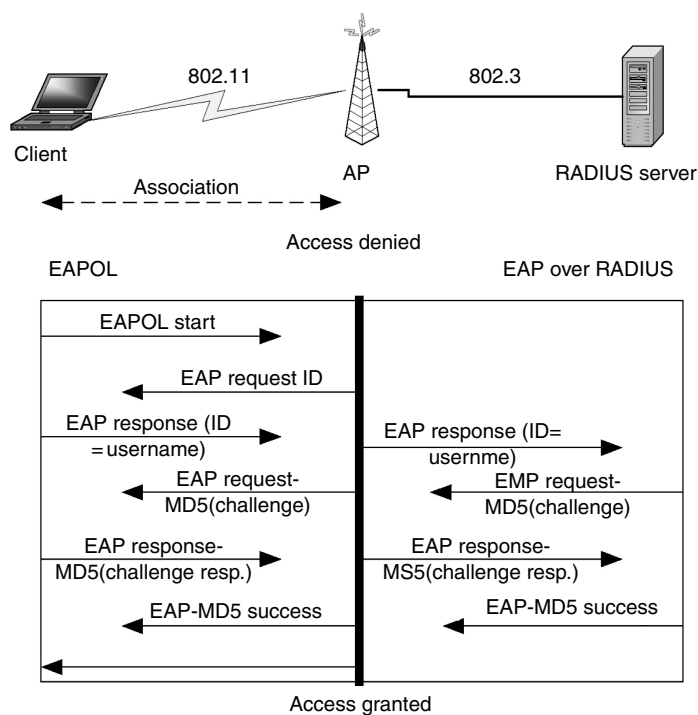 802.11
802.3
Client
AP
RADIUS server
Association
Access denied
EAPOL
EAP over RADIUS
EAPOL start
EAP request ID
EAP response (ID
=username)
EAP response (ID=
usernme)
EAP request-
MD5(challenge)
EMP request-
MD5(challenge)
EAP response-
MD5(challenge resp.)
EAP response-
MS5(challenge resp.)
EAP-MD5 success
EAP-MD5 success
Access granted